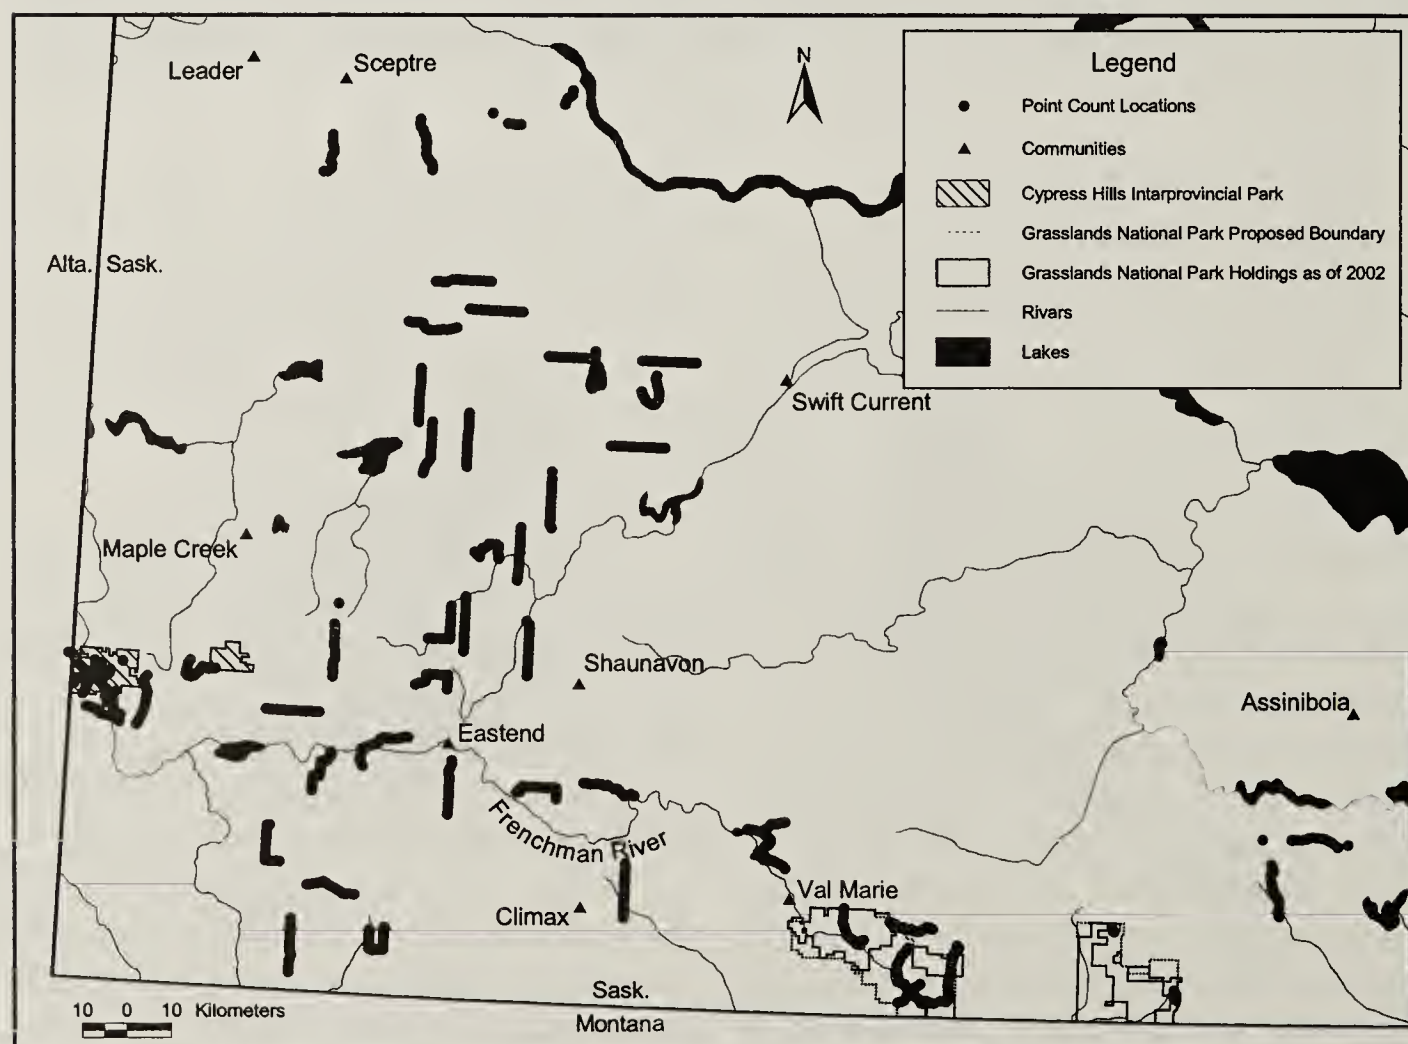 Leader
Sceptre
N
Legend
Point Count Locations
Communities
Cypress Hills Interprovincial Park
Grasslands National Park Proposed Boundary
Grasslands National Park Holdings as of 2002
Rivars
Lakes
Alta. Sask.
Swift Current
Maple Creek
Shaunavon
Assiniboia
Eastend
Frenchman River
Val Marie
Climax
Sask.
Montana
10 0 10 Kilometers